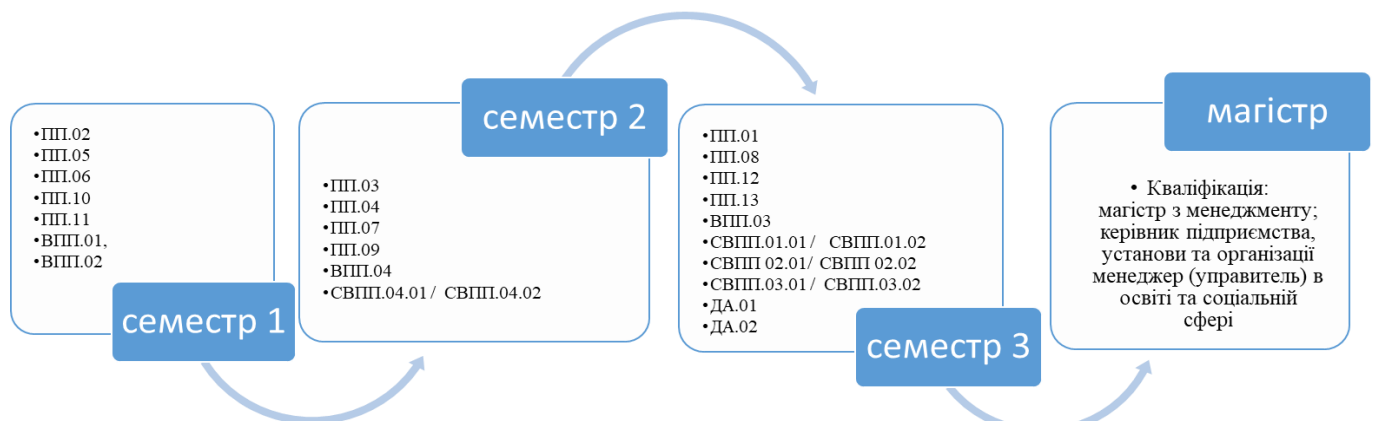 •ПП.02
•ПП.05
•ПП.06
•ПП.10
•ПП.11
•ВПП.01,
•ВПП.02
семестр 1
семестр 2
•ПП.03
•ПП.04
•ПП.07
•ПП.09
•ВПП.04
•СВПП.04.01 / СВПП.04.02
•ПП.01
•ПП.08
•ПП.12
•ПП.13
•ВПП.03
•СВПП.01.01 / СВПП.01.02
•СВПП 02.01/ СВПП 02.02
•СВПП.03.01 / СВПП.03.02
•ДА.01
•ДА.02
семестр 3
магістр
• Кваліфікація:
магістр з менеджменту;
керівник підприємства,
установи та організації
менеджер (управитель) в
освіті та соціальній
сфері